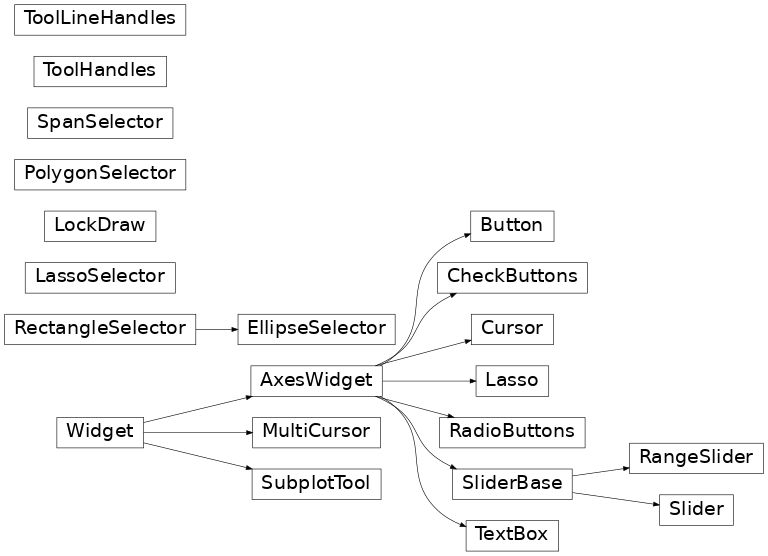 ToolLineHandles
ToolHandles
SpanSelector
PolygonSelector
LockDraw
LassoSelector
RectangleSelector
EllipseSelector
Widget
AxesWidget
MultiCursor
SubplotTool
Button
CheckButtons
Cursor
Lasso
RadioButtons
SliderBase
TextBox
RangeSlider
Slider